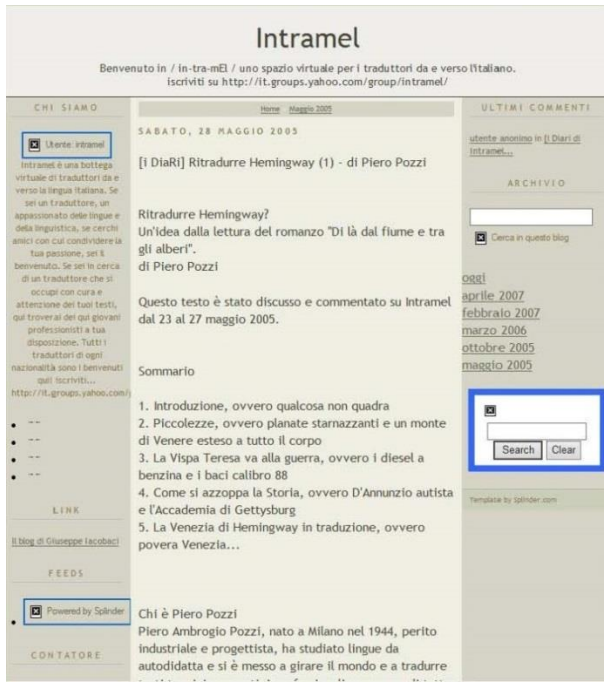 Intramel
Benvenuto in / in-tra-mEl / uno spazio virtuale per i traduttori da e verso l'italiano.
iscriviti su http://it.groups.yahoo.com/group/intramel/
CHI SIAMO
Utente: intramel
Intramel è una bottega
virtuale di traduttori da e
verso la lingua italiana. Se
sei un traduttore, un
appassionato delle lingue e
della linguistica, se cerchi
amici con cui condividere la
tua passione, sei il
benvenuto. Se sei in cerca
di un traduttore che si
occupi con cura e
attenzione dei tuoi testi,
qui troverai dei qui giovani
professionisti a tua
disposizione. Tutti i
traduttori di ogni
nazionalità sono i benvenuti
qui! Iscriviti...
http://it.groups.yahoo.com/
--
--
--
--
LINK
Il blog di Giuseppe Iacobaci
FEEDS
Powered by Splinder
CONTATORE
Home Maggio 2005
SABATO, 28 MAGGIO 2005
[i DiaRi] Ritradurre Hemingway (1) - di Piero Pozzi
Ritradurre Hemingway?
Un'idea dalla lettura del romanzo "Di là dal fiume e tra
gli alberi".
di Piero Pozzi
Questo testo è stato discusso e commentato su Intramel
dal 23 al 27 maggio 2005.
Sommario
1. Introduzione, ovvero qualcosa non quadra
2. Piccolezze, ovvero planate starnazzanti e un monte
di Venere esteso a tutto il corpo
3. La Vispa Teresa va alla guerra, ovvero i diesel a
benzina e i baci calibro 88
4. Come si azzoppa la Storia, ovvero D'Annunzio autista
e l'Accademia di Gettysburg
5. La Venezia di Hemingway in traduzione, ovvero
povera Venezia...
Chi è Piero Pozzi
Piero Ambrogio Pozzi, nato a Milano nel 1944, perito
industriale e progettista, ha studiato lingue da
autodidatta e si è messo a girare il mondo e a tradurre
ULTIMI COMMENTI
utente anonino in [i Diari di
Intramel...
ARCHIVIO
Cerca in questo blog
oggi
aprile 2007
febbraio 2007
marzo 2006
ottobre 2005
maggio 2005
Search Clear
Template by Splinder.com